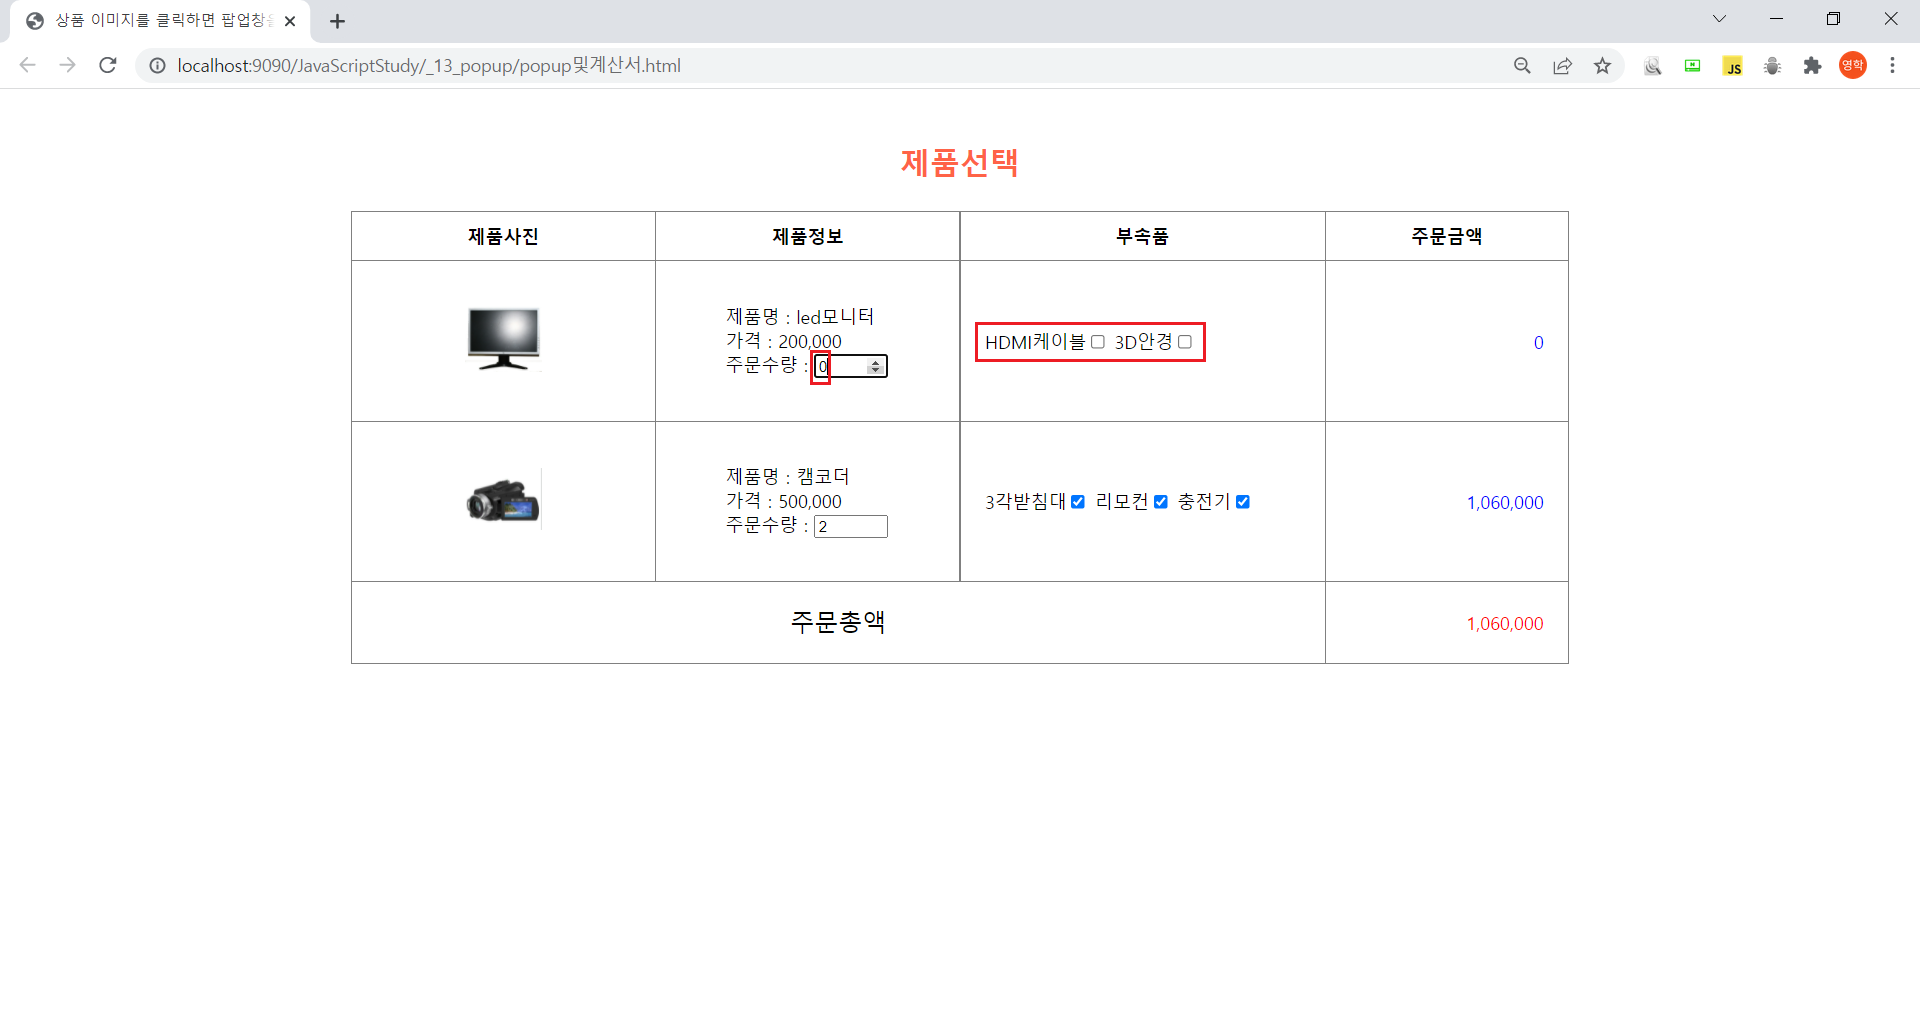 상품 이미지를 클릭하면 팝업창을
localhost:9090/JavaScriptStudy/_13_popup/popup및계산서.html
JS
영학
제품선택
제품사진 제품정보 부속품 주문금액
제품명 : led모니터
가격 : 200,000
주문수량 : 0
HDMI케이블 3D안경
0
제품명 : 캠코더
가격 : 500,000
주문수량 : 2
3각받침대 리모컨 충전기
1,060,000
주문총액 1,060,000